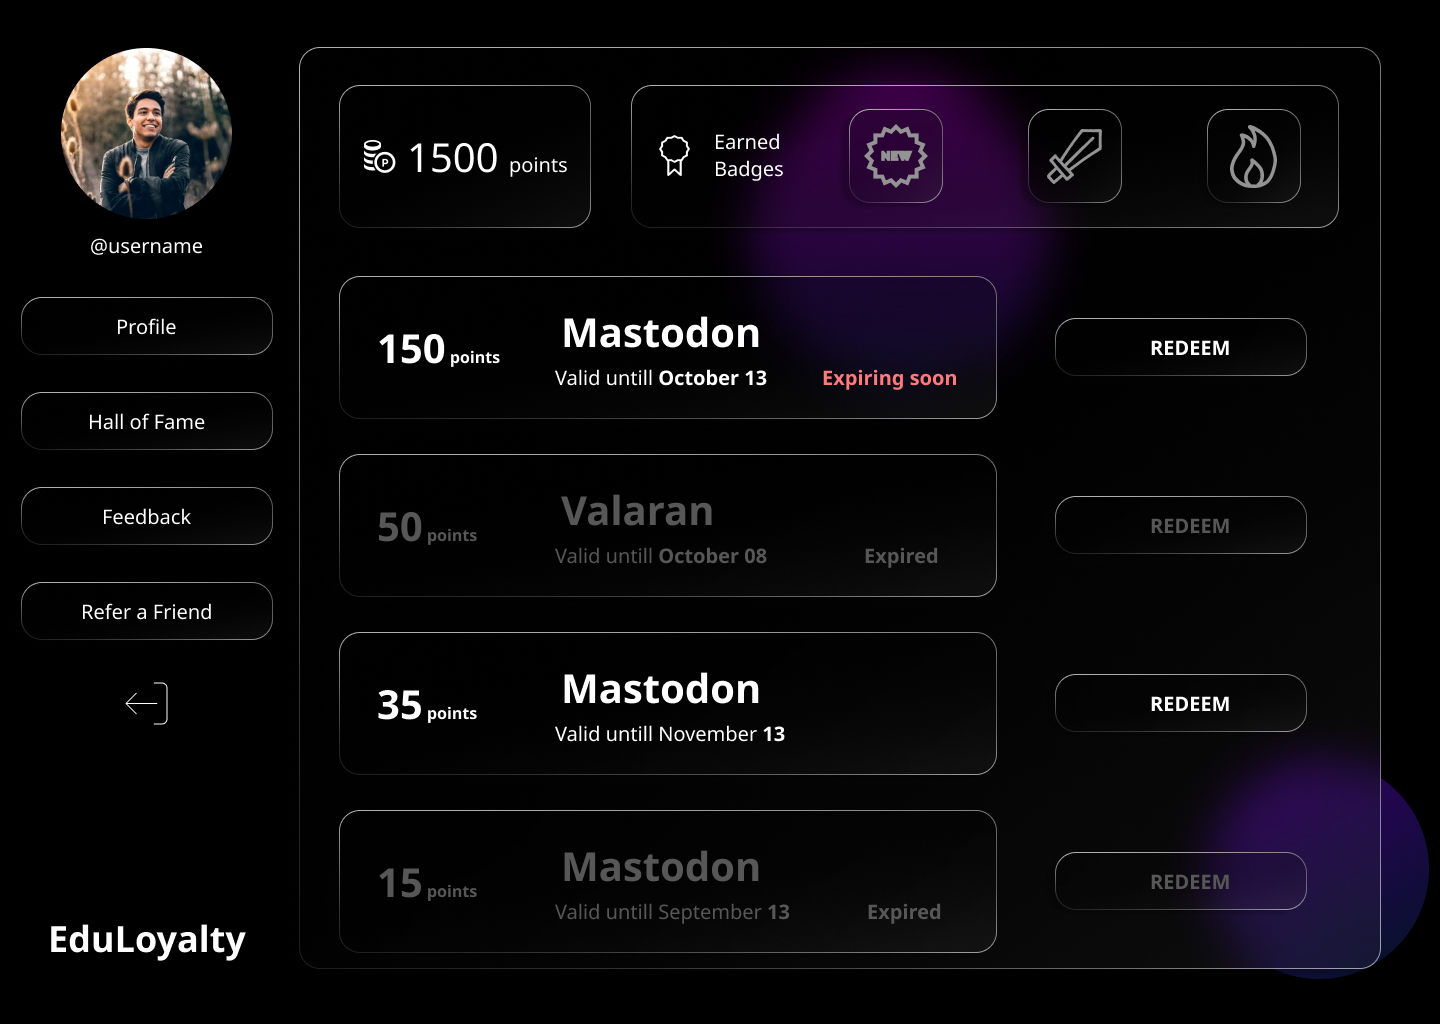 @username
Profile
Hall of Fame
Feedback
Refer a Friend
EduLoyalty
P 1500 points
Earned
Badges
NEW
150 points
Mastodon
Valid untill October 13 Expiring soon
REDEEM
50 points
Valaran
Valid untill October 08 Expired
REDEEM
35 points
Mastodon
Valid untill November 13
REDEEM
15 points
Mastodon
Valid untill September 13 Expired
REDEEM